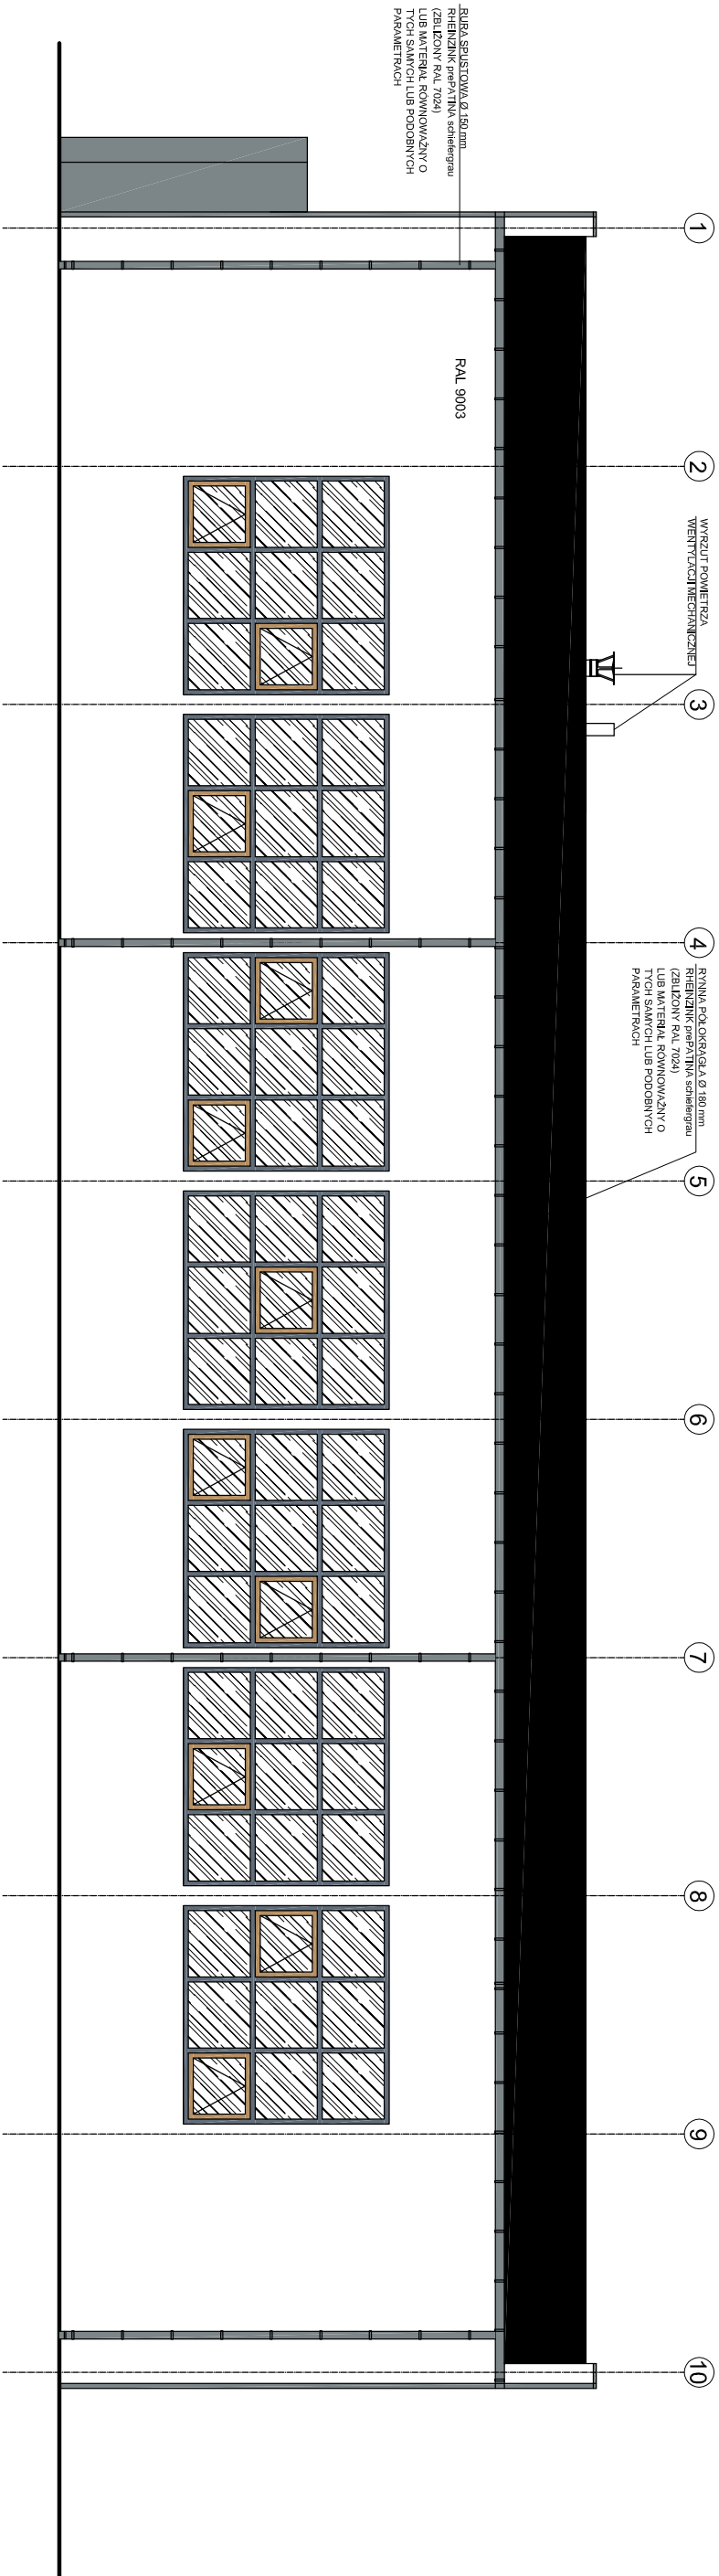 1
2
3
4
5
6
7
8
9
10
RURA SPUSTOWA Ø 150 mm
RHEINZINK prePATINA schiefergrau
(ZBLIŻONY RAL 7024)
LUB MATERIAŁ RÓWNOWAŻNY O
TYCH SAMYCH LUB PODOBNYCH
PARAMETRACH
RAL 9003
WYRZUT POWIETRZA
WENTYLACJI MECHANICZNEJ
RYNNA PÓŁOKRĄGŁA Ø 180 mm
RHEINZINK prePATINA schiefergrau
(ZBLIŻONY RAL 7024)
LUB MATERIAŁ RÓWNOWAŻNY O
TYCH SAMYCH LUB PODOBNYCH
PARAMETRACH